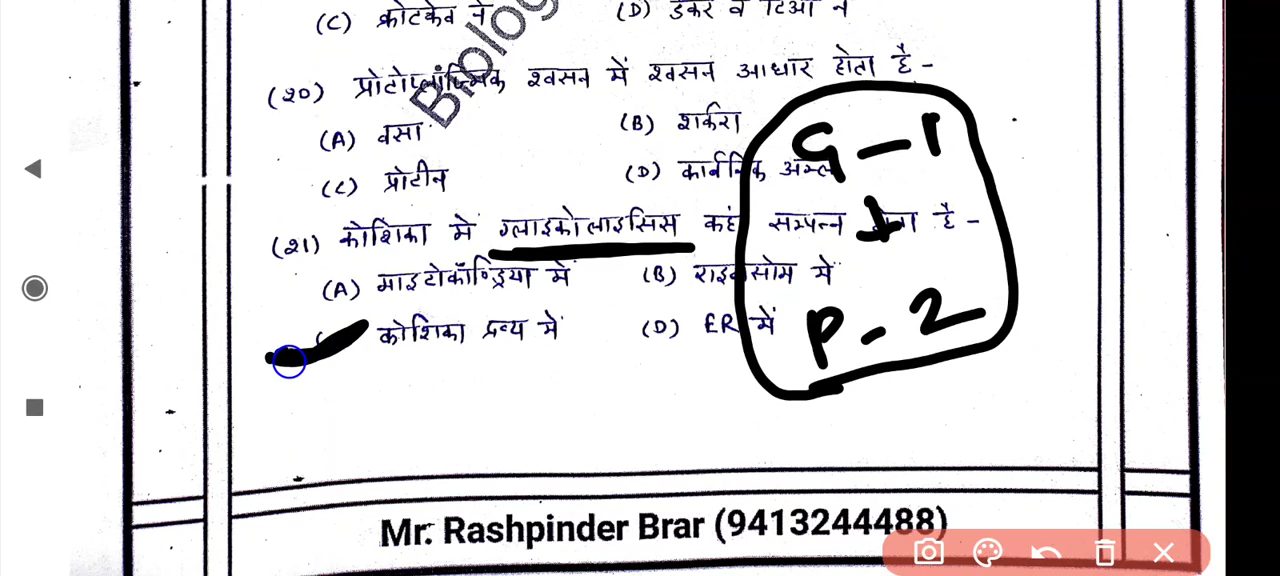 (C) क्रोटकेव ने (D) डकर व टिओ ने
(20) प्रोटोप्लाज़्मिक श्वसन में श्वसन आधार होता है -
(A) वसा (B) शर्करा
(C) प्रोटीन (D) कार्बनिक अम्ल
G - 1
(21) कोशिका में ग्लाइकोलाइसिस कहां सम्पन्न होता है -
(A) माइटोकॉण्ड्रिया में (B) राइबोसोम में
कोशिका द्रव्य में (D) ER में
P - 2
Mr. Rashpinder Brar (9413244488)